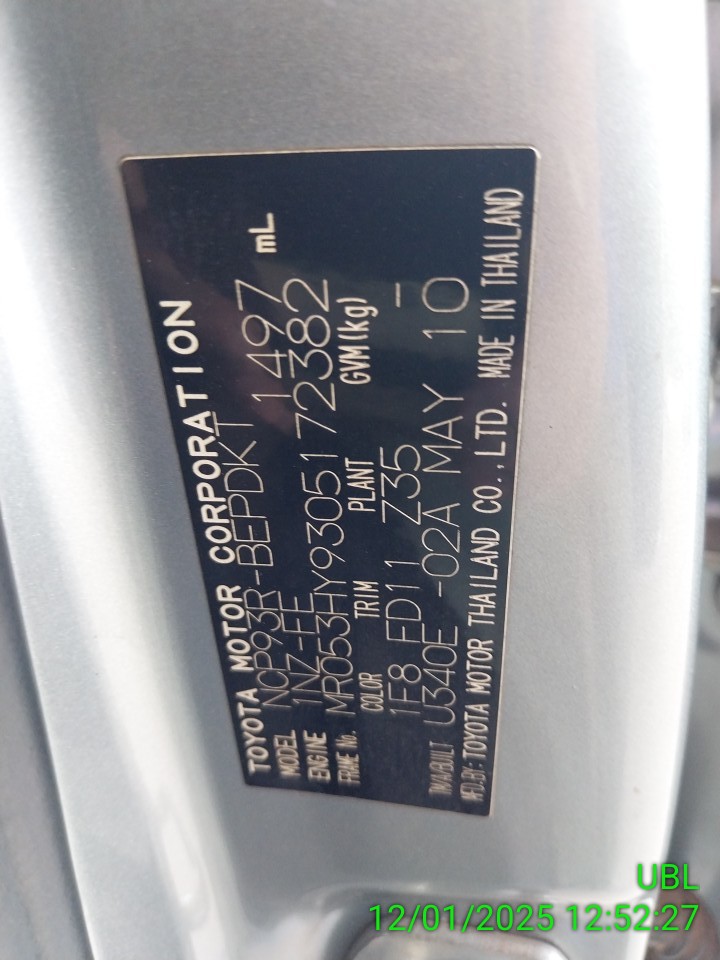 TOYOTA MOTOR CORPORATION
MODEL NCP93R-BEPDKT 1497 mL
ENGINE 1NZ-FE
FRAME No. MR053HY9305172382
COLOR TRIM PLANT GVM(kg)
1F8 FD11 Z35 –
T/A/BUILT U340E -02A MAY 10
MFD.BY: TOYOTA MOTOR THAILAND CO.,LTD. MADE IN THAILAND
UBL
12/01/2025 12:52:27